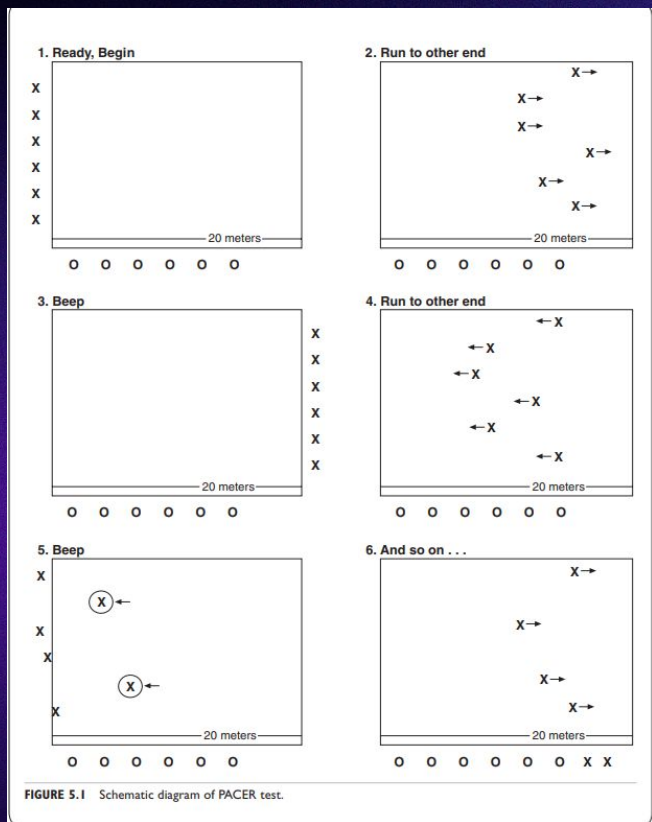 1. Ready, Begin
X
X
X
X
X
X
20 meters
O O O O O O
2. Run to other end
X
X
X
X
X
X
20 meters
O O O O O O
3. Beep
X
X
X
X
X
X
20 meters
O O O O O O
4. Run to other end
X
X
X
X
X
X
20 meters
O O O O O O
5. Beep
X
X
X
X
X
X
20 meters
O O O O O O
6. And so on . . .
X
X
X
X
20 meters
O O O O O O X X
FIGURE 5.1 Schematic diagram of PACER test.